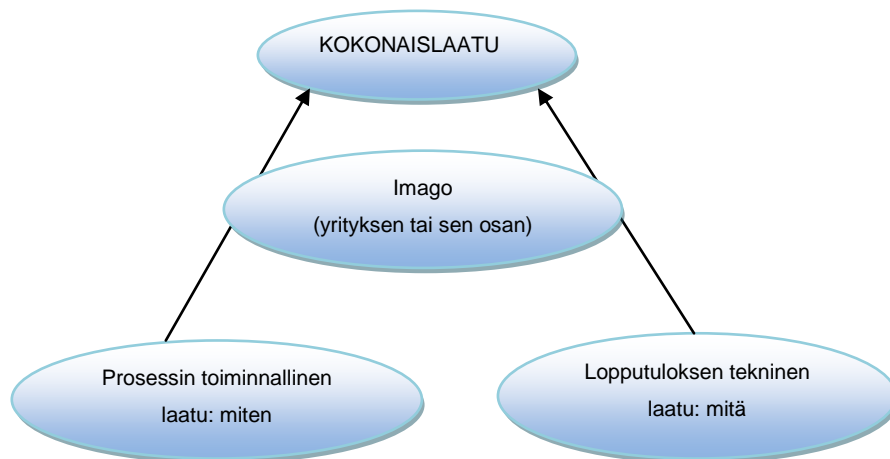 KOKONAISLAATU
Imago
(yrityksen tai sen osan)
Prosessin toiminnallinen
laatu: miten
Lopputuloksen tekninen
laatu: mitä